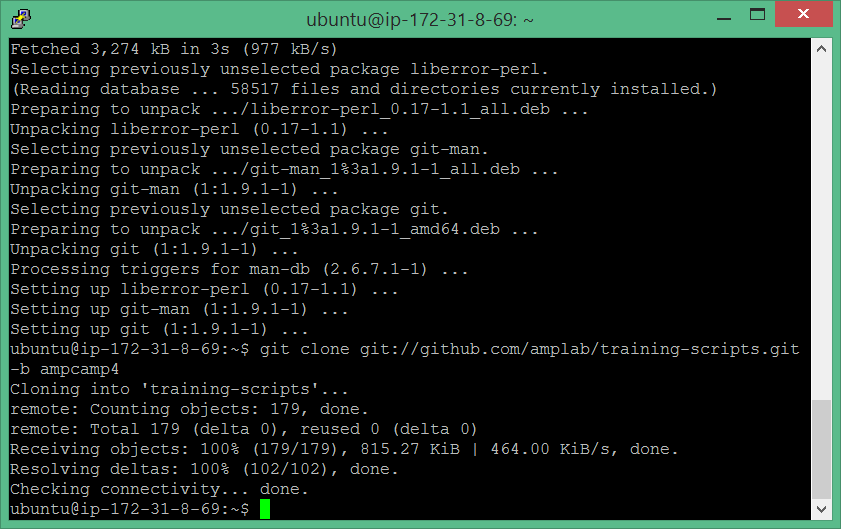 ubuntu@ip-172-31-8-69: ~
Fetched 3,274 kB in 3s (977 kB/s)
Selecting previously unselected package liberror-perl.
(Reading database ... 58517 files and directories currently installed.)
Preparing to unpack .../liberror-perl_0.17-1.1_all.deb ...
Unpacking liberror-perl (0.17-1.1) ...
Selecting previously unselected package git-man.
Preparing to unpack .../git-man_1%3a1.9.1-1_all.deb ...
Unpacking git-man (1:1.9.1-1) ...
Selecting previously unselected package git.
Preparing to unpack .../git_1%3a1.9.1-1_amd64.deb ...
Unpacking git (1:1.9.1-1) ...
Processing triggers for man-db (2.6.7.1-1) ...
Setting up liberror-perl (0.17-1.1) ...
Setting up git-man (1:1.9.1-1) ...
Setting up git (1:1.9.1-1) ...
ubuntu@ip-172-31-8-69:~$ git clone git://github.com/amplab/training-scripts.git
-b ampcamp4
Cloning into 'training-scripts'...
remote: Counting objects: 179, done.
remote: Total 179 (delta 0), reused 0 (delta 0)
Receiving objects: 100% (179/179), 815.27 KiB | 464.00 KiB/s, done.
Resolving deltas: 100% (102/102), done.
Checking connectivity... done.
ubuntu@ip-172-31-8-69:~$